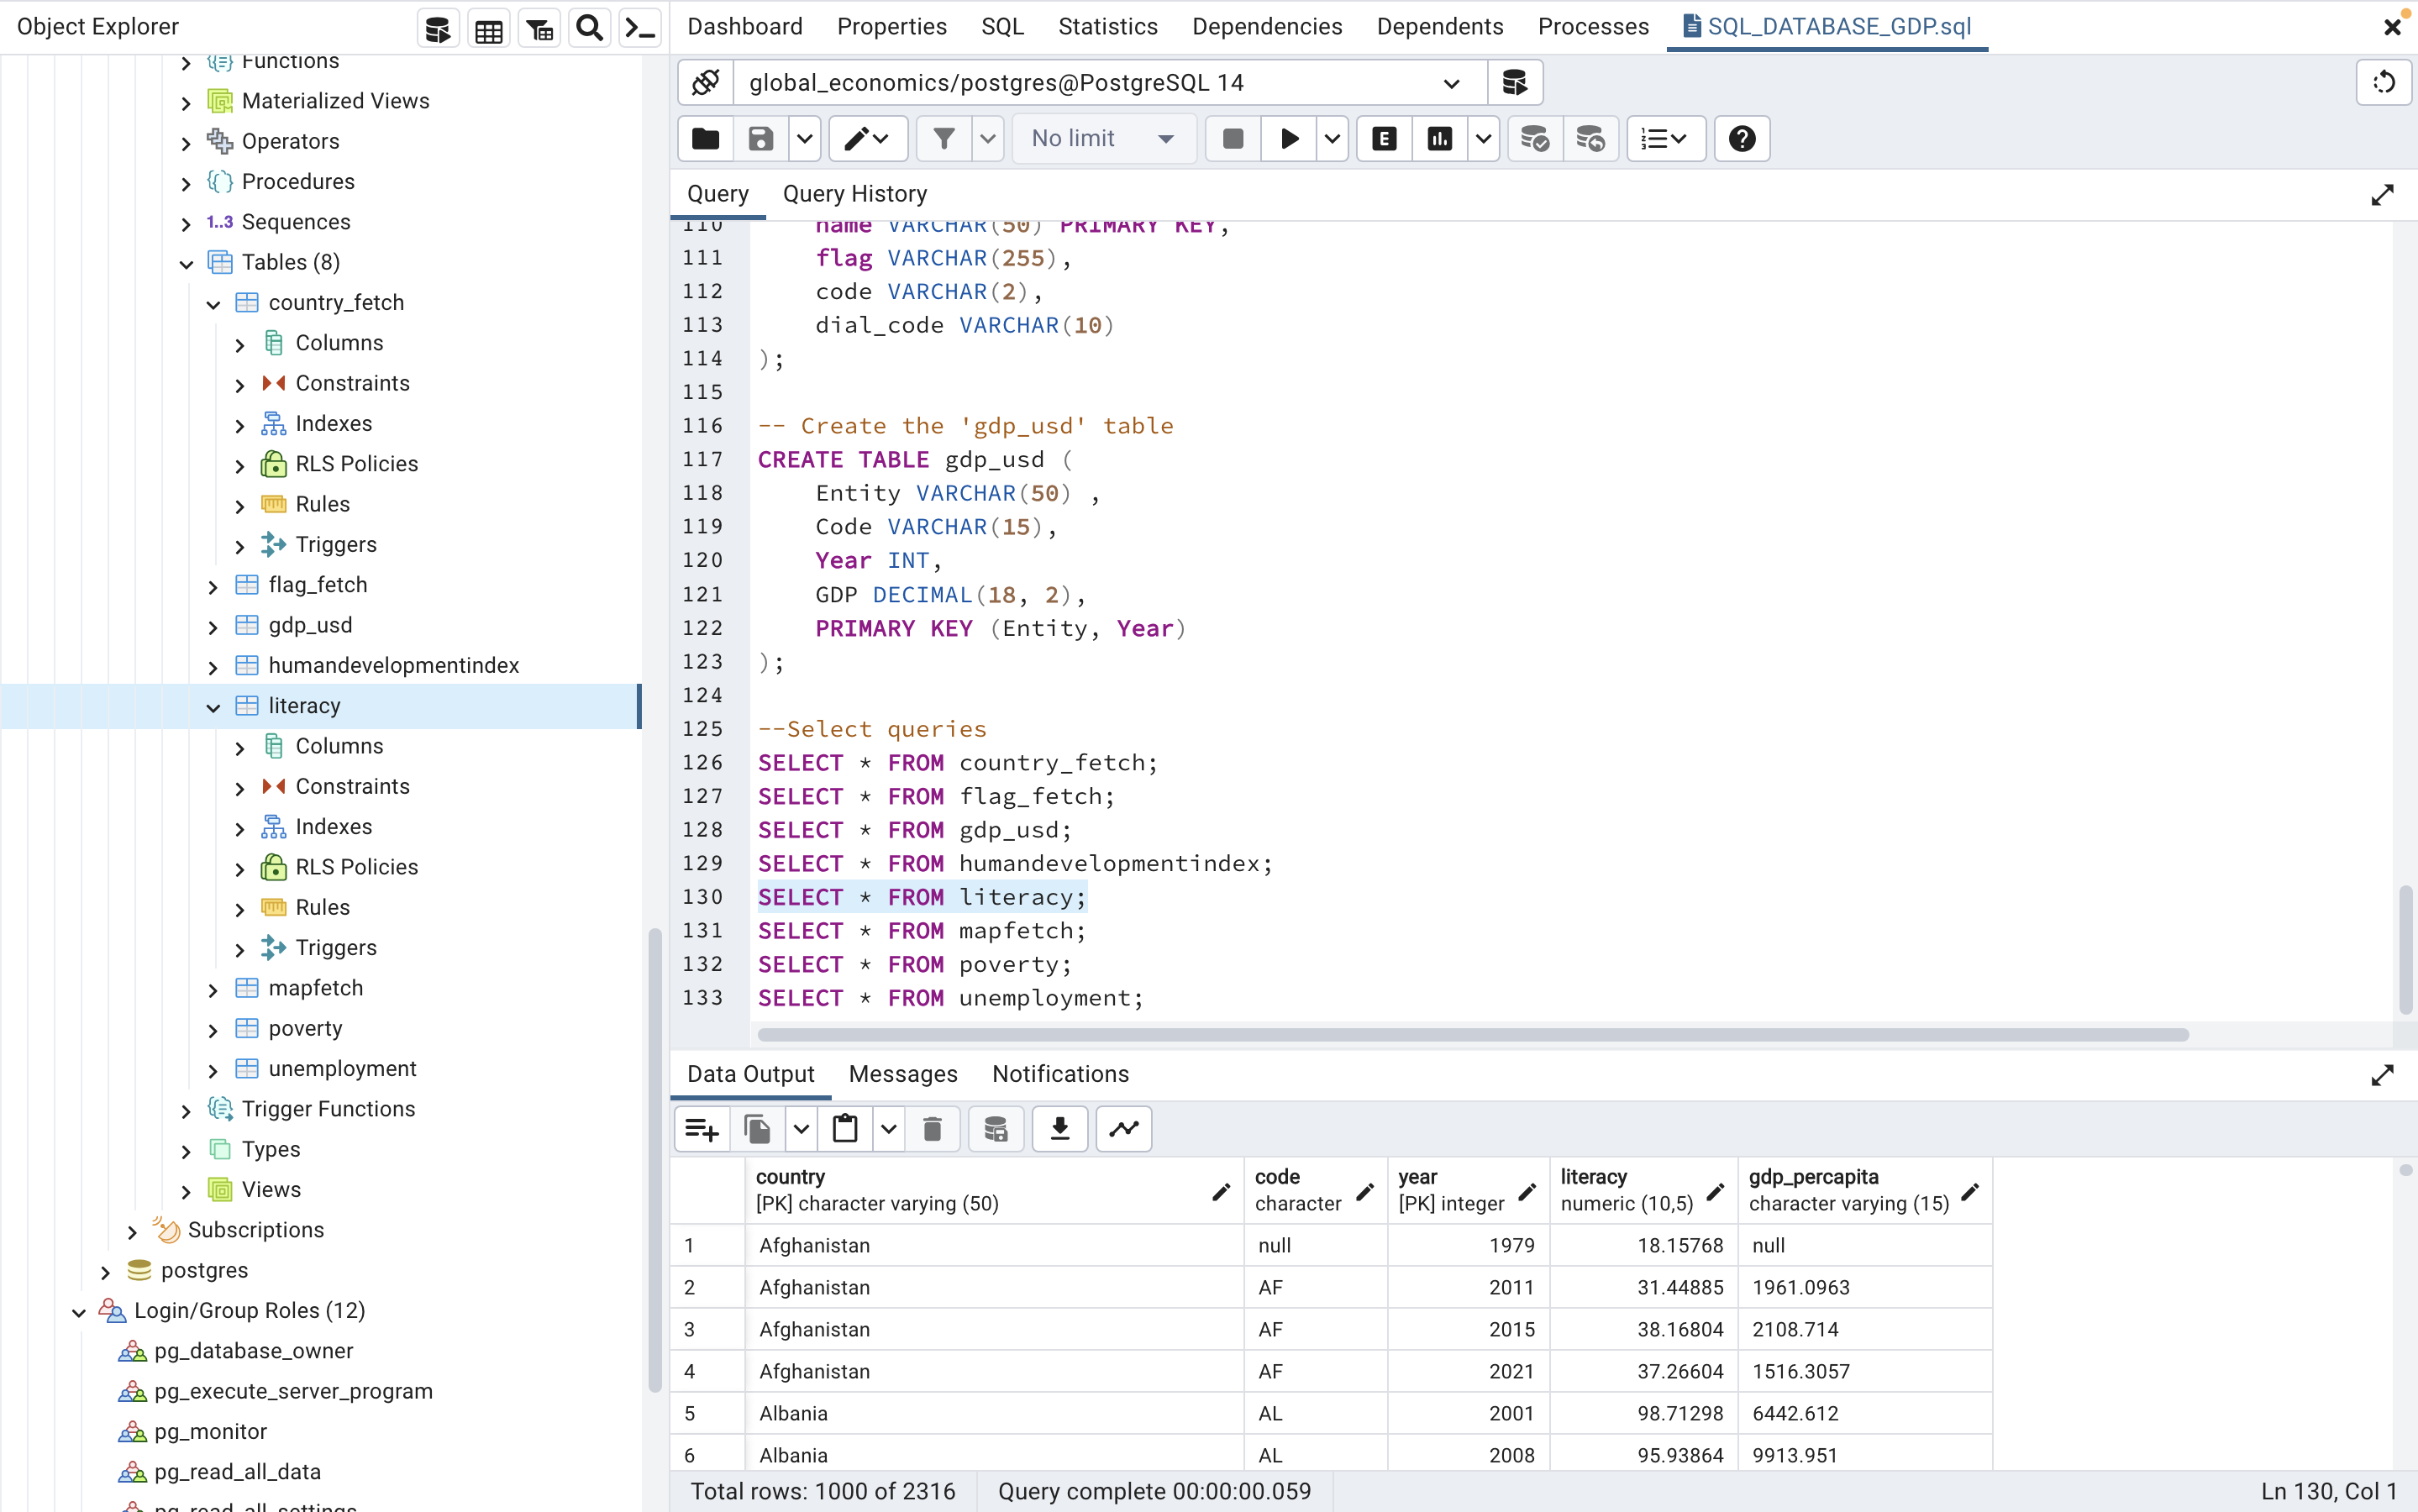 Object Explorer
Functions
Materialized Views
Operators
{} Procedures
1..3 Sequences
Tables (8)
country_fetch
Columns
Constraints
Indexes
RLS Policies
Rules
Triggers
flag_fetch
gdp_usd
humandevelopmentindex
literacy
Columns
Constraints
Indexes
RLS Policies
Rules
Triggers
mapfetch
poverty
unemployment
Trigger Functions
Types
Views
Subscriptions
postgres
Login/Group Roles (12)
pg_database_owner
pg_execute_server_program
pg_monitor
pg_read_all_data
pg_read_all_settings
Dashboard Properties SQL Statistics Dependencies Dependents Processes SQL_DATABASE_GDP.sql
global_economics/postgres@PostgreSQL 14
No limit E
Query Query History
110 name VARCHAR(50) PRIMARY KEY,
111 flag VARCHAR(255),
112 code VARCHAR(2),
113 dial_code VARCHAR(10)
114 );
115
116 -- Create the 'gdp_usd' table
117 CREATE TABLE gdp_usd (
118 Entity VARCHAR(50) ,
119 Code VARCHAR(15),
120 Year INT,
121 GDP DECIMAL(18, 2),
122 PRIMARY KEY (Entity, Year)
123 );
124
125 --Select queries
126 SELECT * FROM country_fetch;
127 SELECT * FROM flag_fetch;
128 SELECT * FROM gdp_usd;
129 SELECT * FROM humandevelopmentindex;
130 SELECT * FROM literacy;
131 SELECT * FROM mapfetch;
132 SELECT * FROM poverty;
133 SELECT * FROM unemployment;
Data Output Messages Notifications
country code year literacy gdp_percapita
[PK] character varying (50) character [PK] integer numeric (10,5) character varying (15)
1 Afghanistan null 1979 18.15768 null
2 Afghanistan AF 2011 31.44885 1961.0963
3 Afghanistan AF 2015 38.16804 2108.714
4 Afghanistan AF 2021 37.26604 1516.3057
5 Albania AL 2001 98.71298 6442.612
6 Albania AL 2008 95.93864 9913.951
Total rows: 1000 of 2316 Query complete 00:00:00.059 Ln 130, Col 1